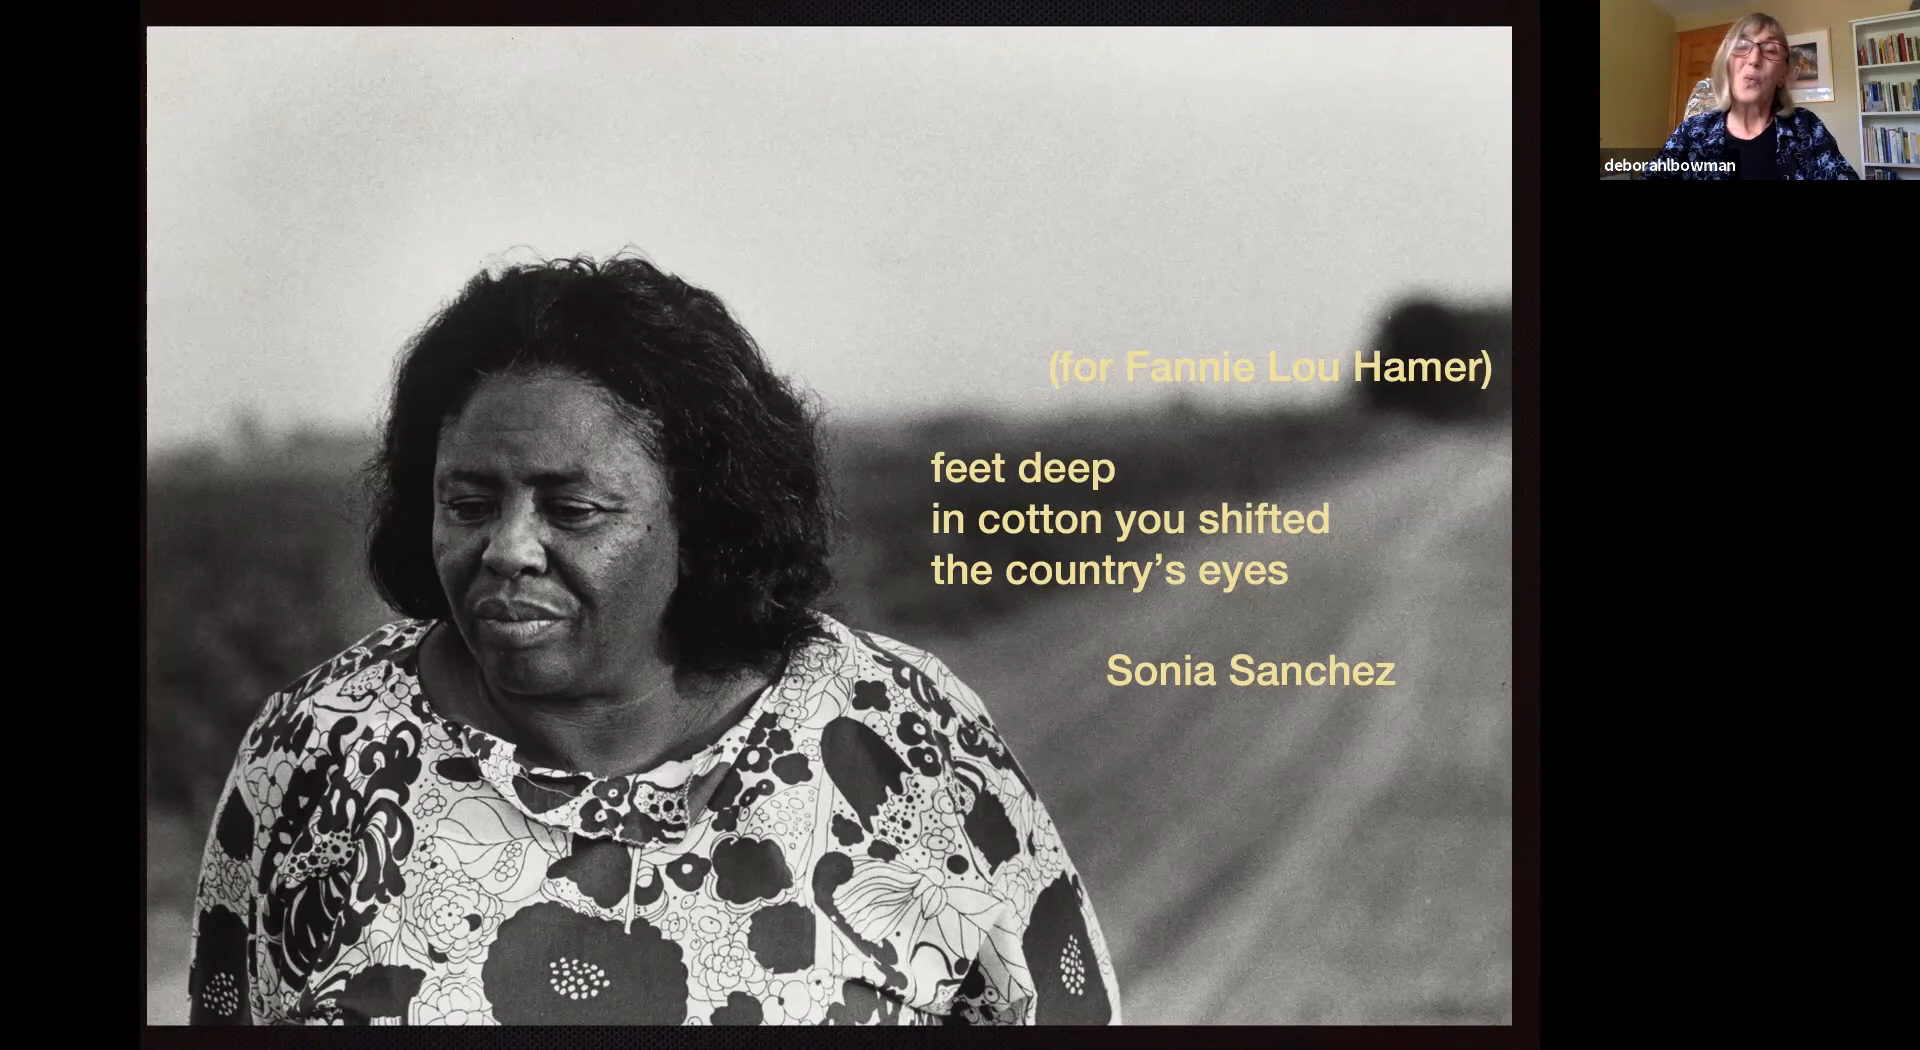 (for Fannie Lou Hamer)
feet deep
in cotton you shifted
the country’s eyes
Sonia Sanchez
deborahlbowman